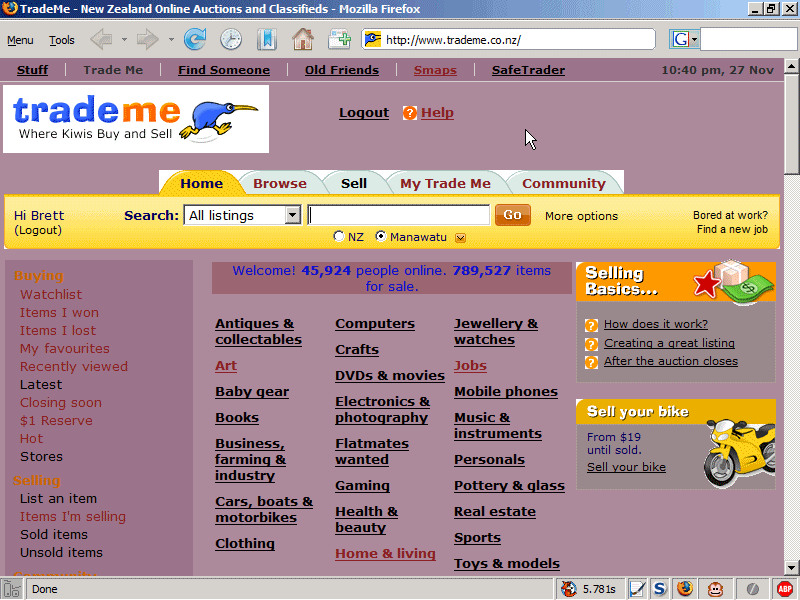 TradeMe - New Zealand Online Auctions and Classifieds - Mozilla Firefox
Menu Tools http://www.trademe.co.nz/ G
Stuff Trade Me Find Someone Old Friends Smaps SafeTrader 10:40 pm, 27 Nov
trademe
Where Kiwis Buy and Sell
Logout ? Help
Home Browse Sell My Trade Me Community
Hi Brett
(Logout)
Search: All listings Go More options
NZ Manawatu
Bored at work?
Find a new job
Buying
Watchlist
Items I won
Items I lost
My favourites
Recently viewed
Latest
Closing soon
$1 Reserve
Hot
Stores
Selling
List an item
Items I'm selling
Sold items
Unsold items
Community
Welcome! 45,924 people online. 789,527 items
for sale.
Antiques &
collectables
Art
Baby gear
Books
Business,
farming &
industry
Cars, boats &
motorbikes
Clothing
Computers
Crafts
DVDs & movies
Electronics &
photography
Flatmates
wanted
Gaming
Health &
beauty
Home & living
Jewellery &
watches
Jobs
Mobile phones
Music &
instruments
Personals
Pottery & glass
Real estate
Sports
Toys & models
Selling
Basics...
? How does it work?
? Creating a great listing
? After the auction closes
Sell your bike
From $19
until sold.
Sell your bike
Done 5.781s S ABP